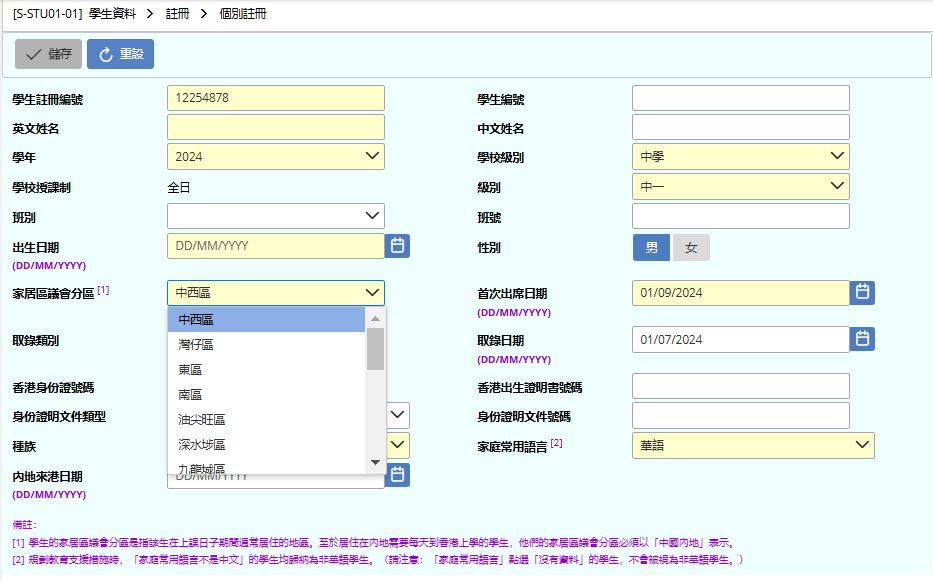 [S-STU01-01] 學生資料 > 註冊 > 個別註冊
儲存 重設
學生註冊編號 12254878 學生編號
英文姓名 中文姓名
學年 2024 學校級別 中學
學校授課制 全日 級別 中一
班別 班號
出生日期 DD/MM/YYYY 性別 男 女
(DD/MM/YYYY)
家居區議會分區 [1] 中西區 首次出席日期 01/09/2024
(DD/MM/YYYY)
中西區
灣仔區
取錄類別 取錄日期 01/07/2024
(DD/MM/YYYY)
東區
南區
香港身份證號碼 香港出生證明書號碼
身份證明文件類型 身份證明文件號碼
油尖旺區
深水埗區
種族 家庭常用語言 [2] 華語
九龍城區
內地來港日期 DD/MM/YYYY
(DD/MM/YYYY)
備註:
[1] 學生的家居區議會分區是指該生在上課日子期間通常居住的地區。至於居住在內地需要每天到香港上學的學生，他們的家居區議會分區必須以「中國內地」表示。
[2] 規劃教育支援措施時，「家庭常用語言不是中文」的學生均歸納為非華語學生。（請注意：「家庭常用語言」點選「沒有資料」的學生，不會被視為非華語學生。）